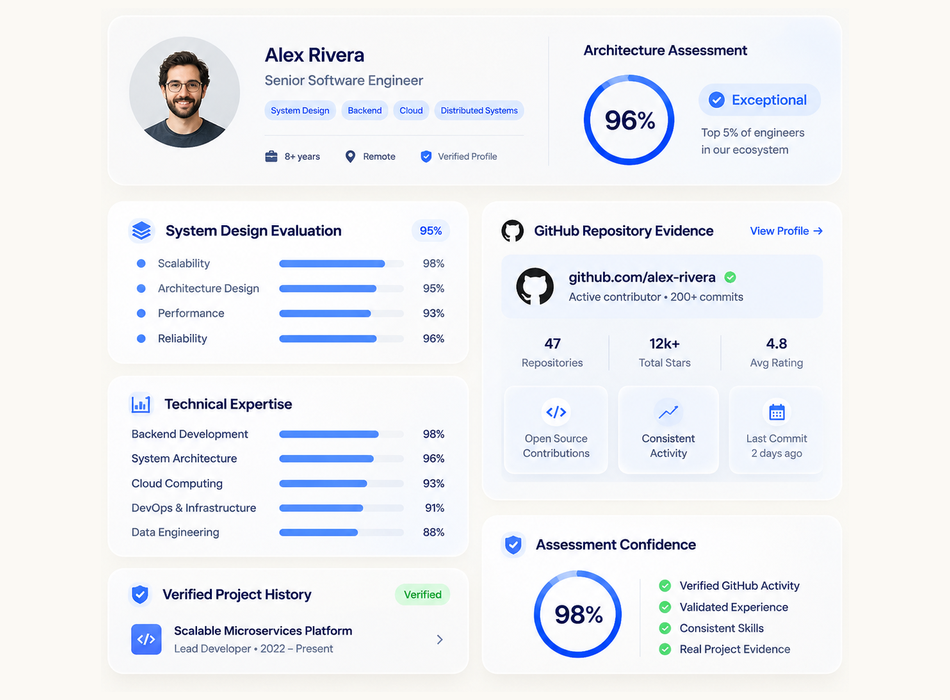 Alex Rivera
Senior Software Engineer
System Design
Backend
Cloud
Distributed Systems
8+ years
Remote
Verified Profile
Architecture Assessment
96%
Exceptional
Top 5% of engineers
in our ecosystem
System Design Evaluation
95%
Scalability 98%
Architecture Design 95%
Performance 93%
Reliability 96%
Technical Expertise
Backend Development 98%
System Architecture 96%
Cloud Computing 93%
DevOps & Infrastructure 91%
Data Engineering 88%
Verified Project History
Verified
</>
Scalable Microservices Platform
Lead Developer • 2022 – Present
GitHub Repository Evidence
View Profile →
github.com/alex-rivera
Active contributor • 200+ commits
47
Repositories
12k+
Total Stars
4.8
Avg Rating
</>
Open Source
Contributions
Consistent
Activity
Last Commit
2 days ago
Assessment Confidence
98%
Verified GitHub Activity
Validated Experience
Consistent Skills
Real Project Evidence